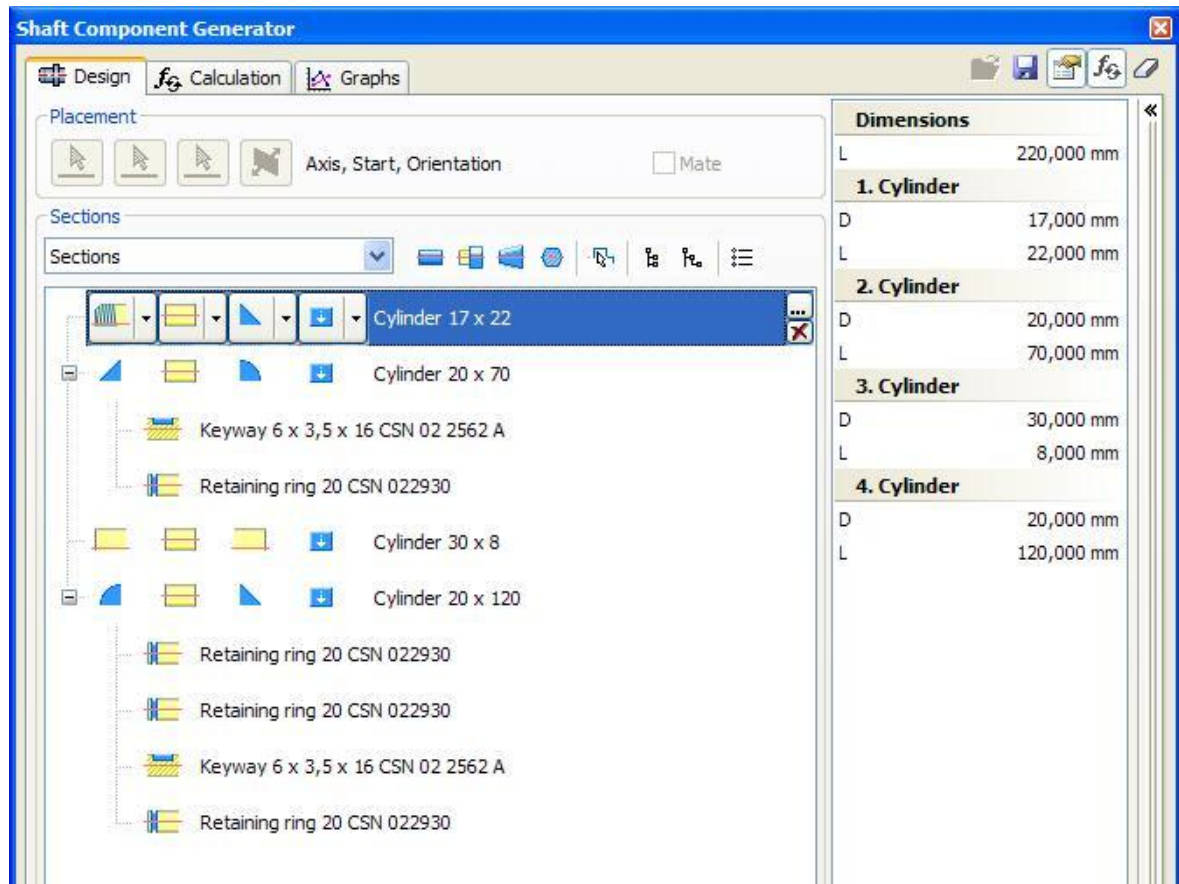 Shaft Component Generator
Design
Calculation
Graphs
Placement
Axis, Start, Orientation
Mate
Sections
Sections
Cylinder 17 x 22
...
Cylinder 20 x 70
Keyway 6 x 3,5 x 16 CSN 02 2562 A
Retaining ring 20 CSN 022930
Cylinder 30 x 8
Cylinder 20 x 120
Retaining ring 20 CSN 022930
Retaining ring 20 CSN 022930
Keyway 6 x 3,5 x 16 CSN 02 2562 A
Retaining ring 20 CSN 022930
Dimensions
L 220,000 mm
1. Cylinder
D 17,000 mm
L 22,000 mm
2. Cylinder
D 20,000 mm
L 70,000 mm
3. Cylinder
D 30,000 mm
L 8,000 mm
4. Cylinder
D 20,000 mm
L 120,000 mm